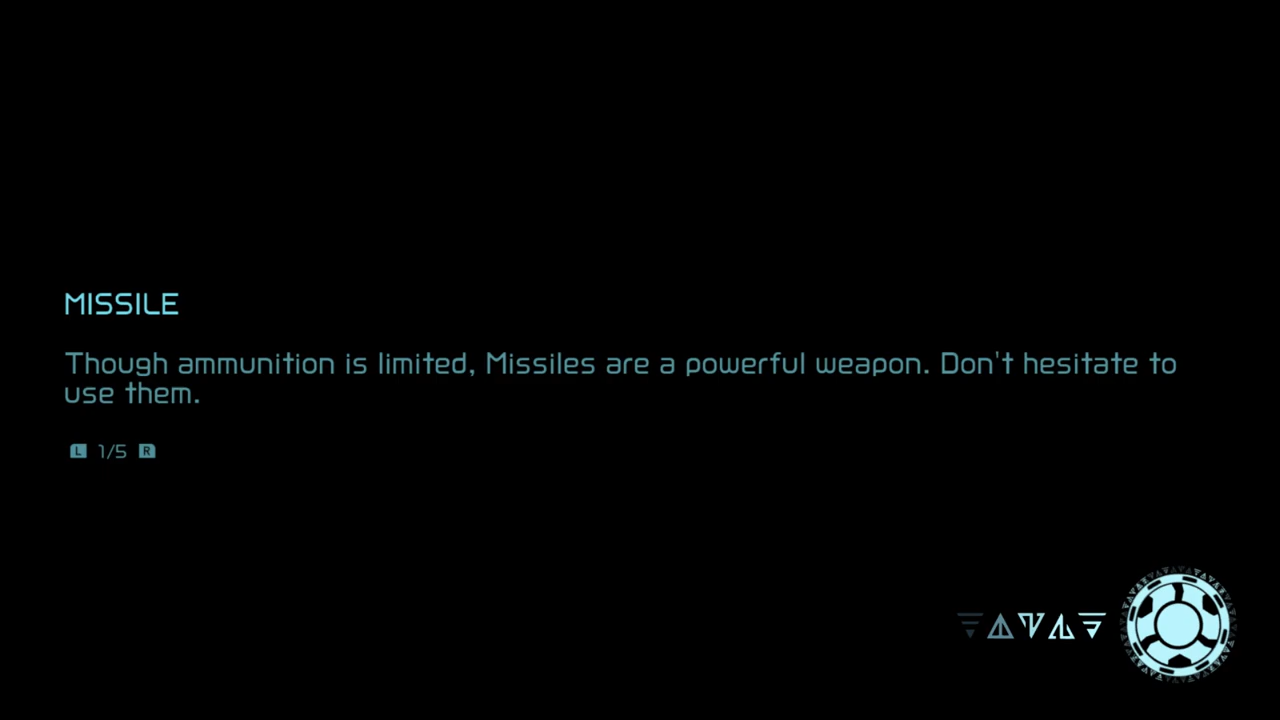 MISSILE
Though ammunition is limited, Missiles are a powerful weapon. Don't hesitate to
use them.
L 1/5 R